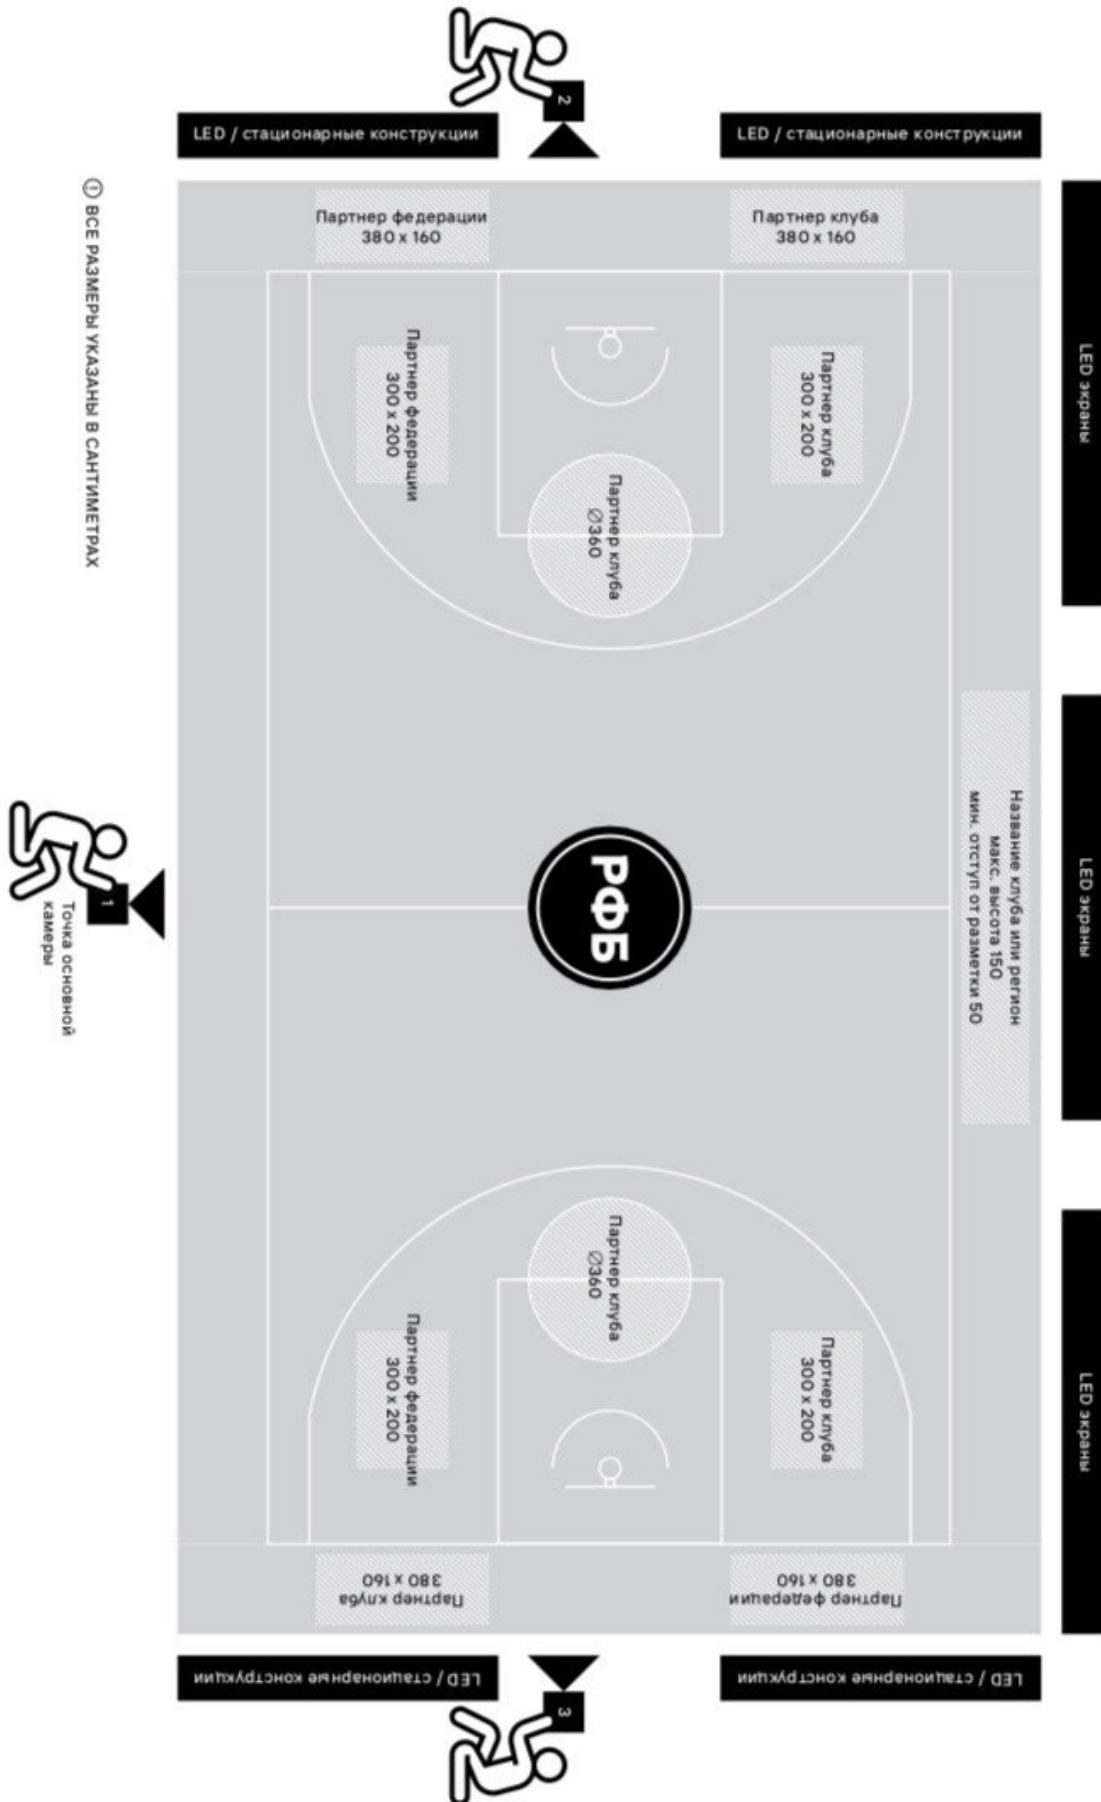 2
LED / стационарные конструкции
LED / стационарные конструкции
ВСЕ РАЗМЕРЫ УКАЗАНЫ В САНТИМЕТРАХ
Партнер федерации
380 x 160
Партнер клуба
380 x 160
LED экраны
Партнер федерации
300 x 200
Партнер клуба
300 x 200
Партнер клуба
Ø360
Название клуба или регион
макс. высота 150
мин. отступ от разметки 50
LED экраны
РФБ
1
Точка основной
камеры
Партнер клуба
Ø360
Партнер федерации
300 x 200
Партнер клуба
300 x 200
LED экраны
Партнер клуба
380 x 160
Партнер федерации
380 x 160
LED / стационарные конструкции
LED / стационарные конструкции
3